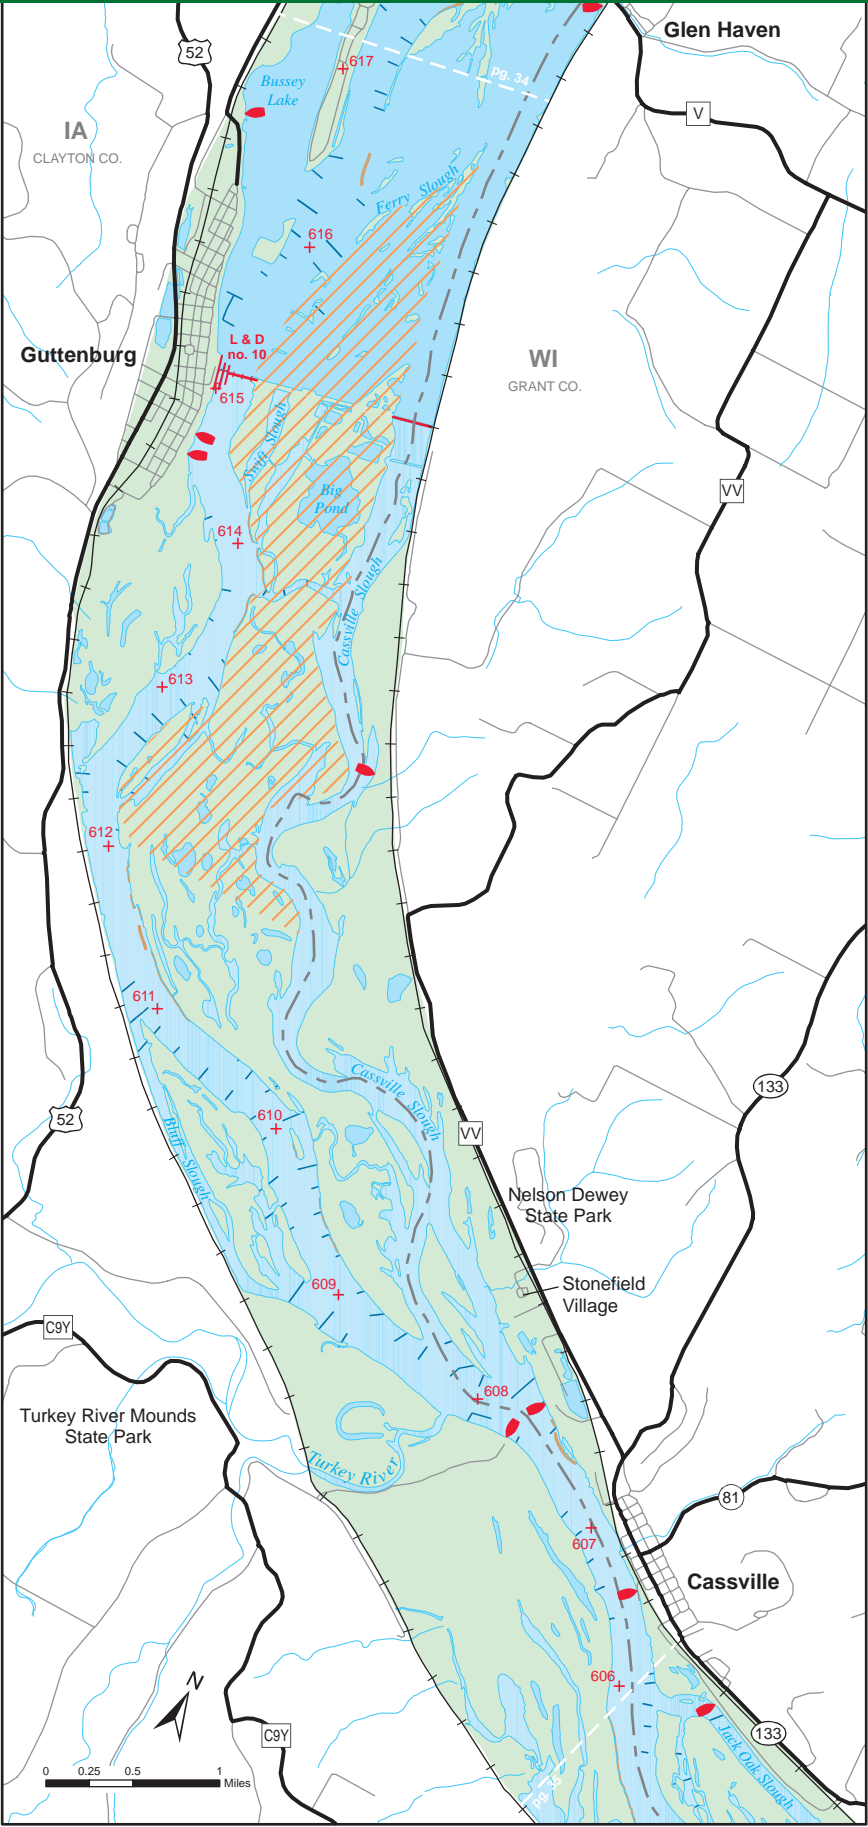 Glen Haven
52
617
Bussey
Lake
pg. 34
V
IA
CLAYTON CO.
Ferry Slough
616
L & D
no. 10
Guttenburg
WI
GRANT CO.
615
Swift Slough
Big
Pond
VV
614
Cassville Slough
613
612
611
Cassville Slough
133
52
610
VV
Bluff Slough
Nelson Dewey
State Park
609
Stonefield
Village
C9Y
608
Turkey River Mounds
State Park
Turkey River
81
607
Cassville
606
N
C9Y
133
Jack Oak Slough
0 0.25 0.5 1
Miles
pg. 35